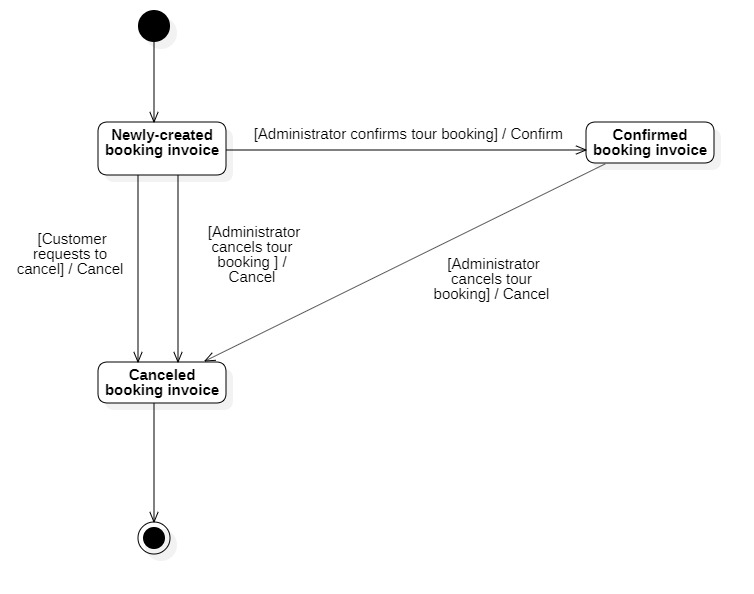 Newly-created
booking invoice
[Administrator confirms tour booking] / Confirm
Confirmed
booking invoice
[Customer
requests to
cancel] / Cancel
[Administrator
cancels tour
booking ] /
Cancel
[Administrator
cancels tour
booking] / Cancel
Canceled
booking invoice